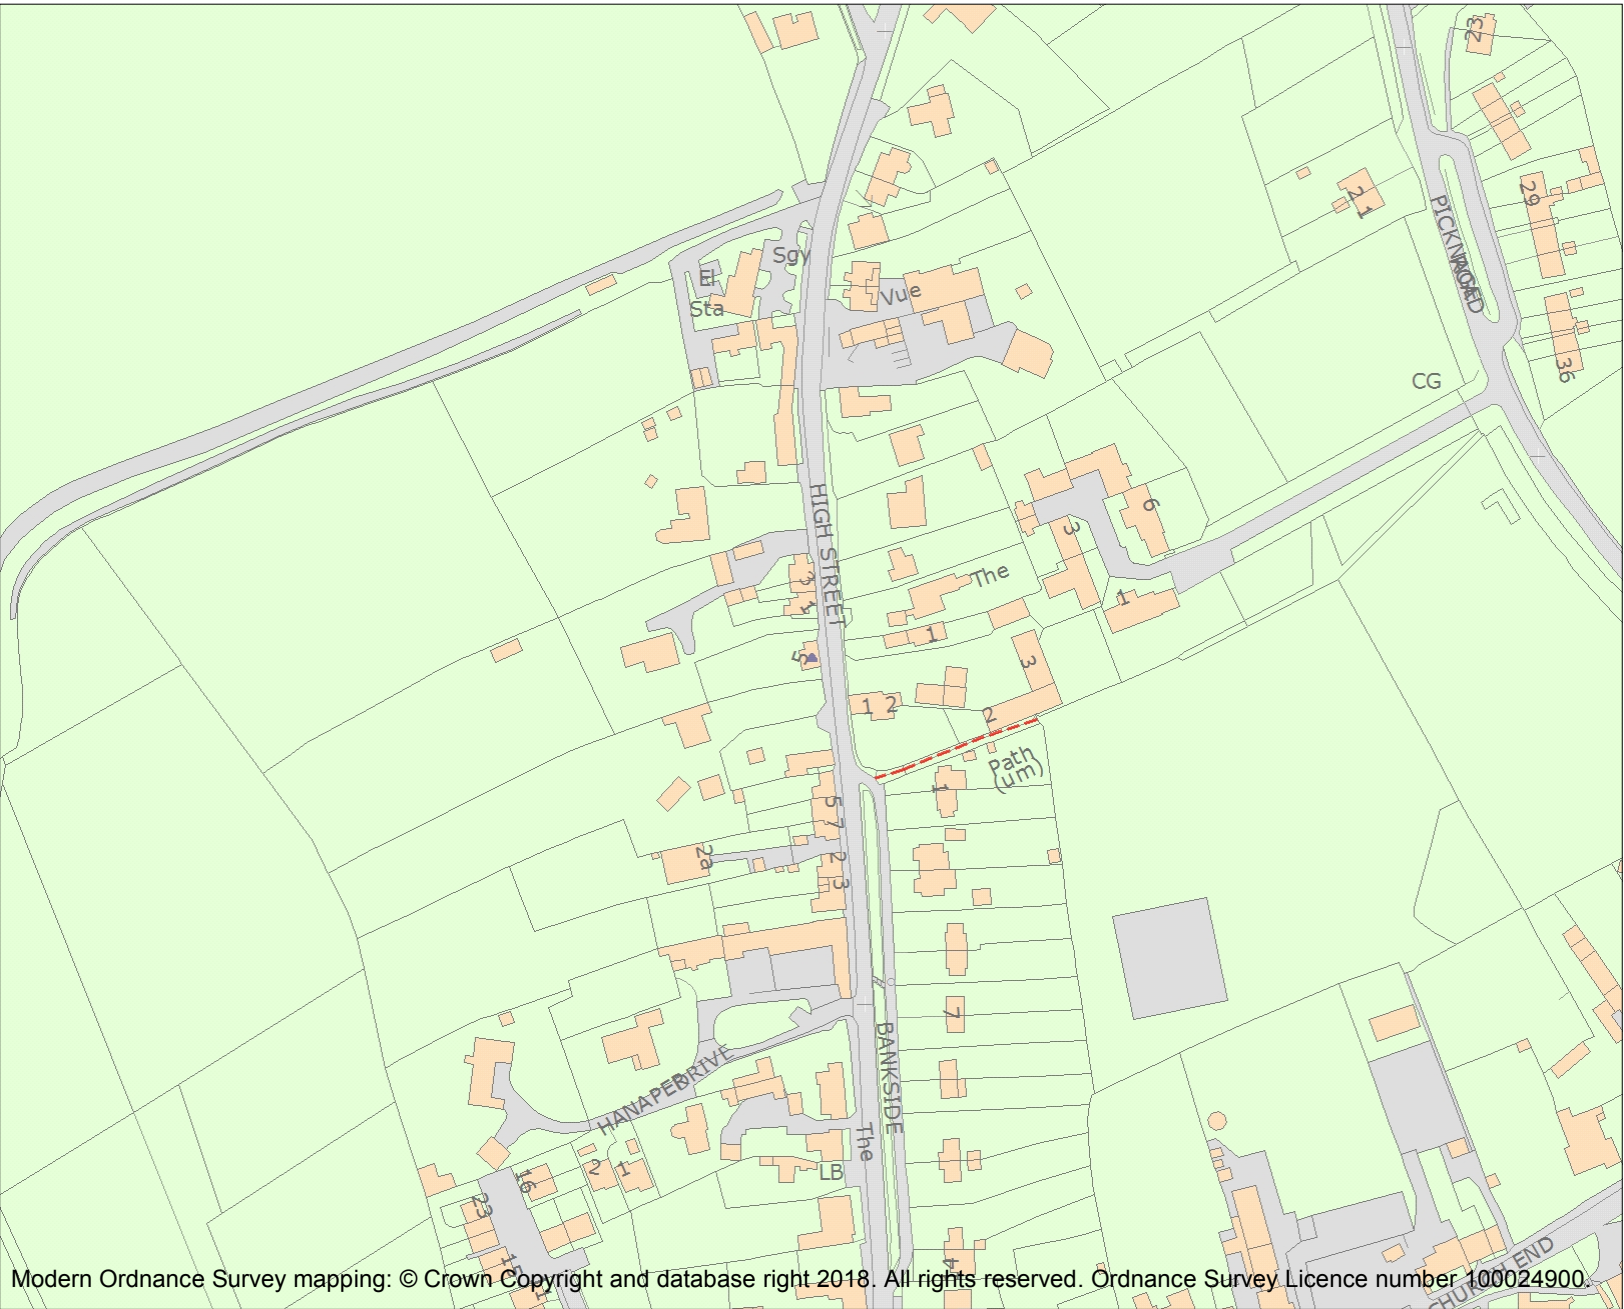 23
21
29
PICKNAGE
ROAD
Sgy
El
Sta
Vue
36
CG
HIGH STREET
6
3
The
3
1
1
1
5
3
1 2
2
Path
(um)
1
5 7
2a
2 3
7
BANKSIDE
HANAPER
DRIVE
The
LB
2 1
16
23
4
CHURCH END
Modern Ordnance Survey mapping: © Crown Copyright and database right 2018. All rights reserved. Ordnance Survey Licence number 100024900.